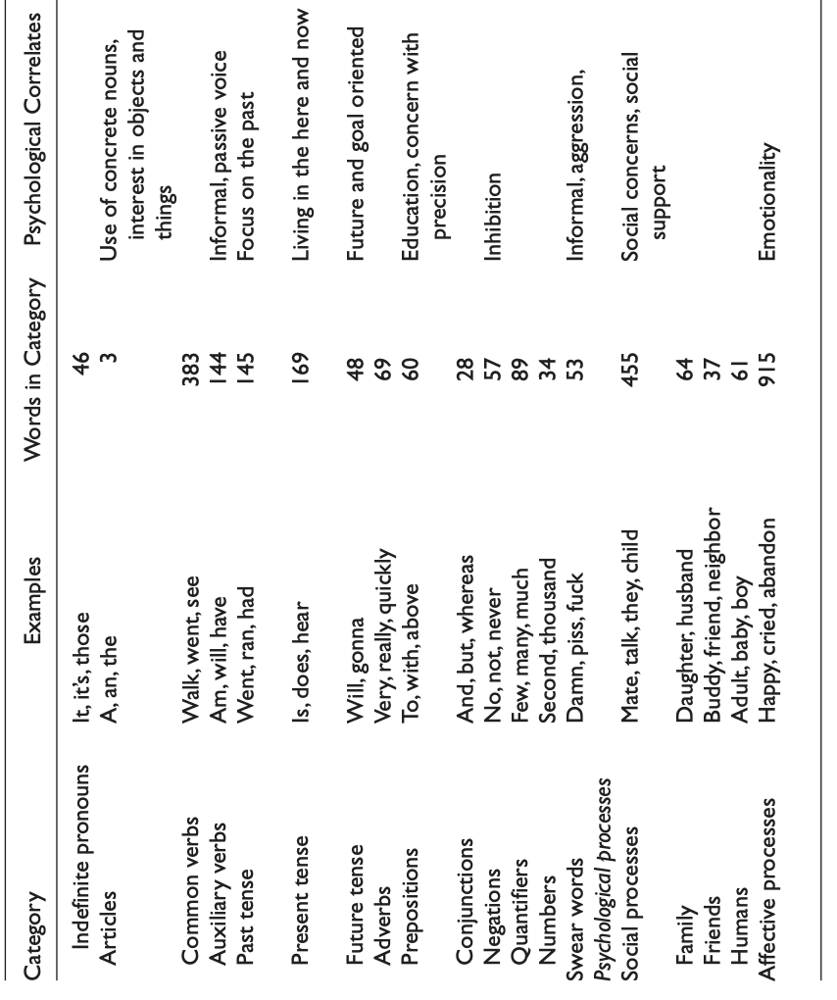 Category Examples Words in Category Psychological Correlates
Indefinite pronouns It, it's, those 46
Articles A, an, the 3 Use of concrete nouns,
interest in objects and
things
Common verbs Walk, went, see 383
Auxiliary verbs Am, will, have 144 Informal, passive voice
Past tense Went, ran, had 145 Focus on the past
Present tense Is, does, hear 169 Living in the here and now
Future tense Will, gonna 48 Future and goal oriented
Adverbs Very, really, quickly 69
Prepositions To, with, above 60 Education, concern with
precision
Conjunctions And, but, whereas 28
Negations No, not, never 57 Inhibition
Quantifiers Few, many, much 89
Numbers Second, thousand 34
Swear words Damn, piss, fuck 53 Informal, aggression,
Psychological processes
Social processes Mate, talk, they, child 455 Social concerns, social
support
Family Daughter, husband 64
Friends Buddy, friend, neighbor 37
Humans Adult, baby, boy 61
Affective processes Happy, cried, abandon 915 Emotionality